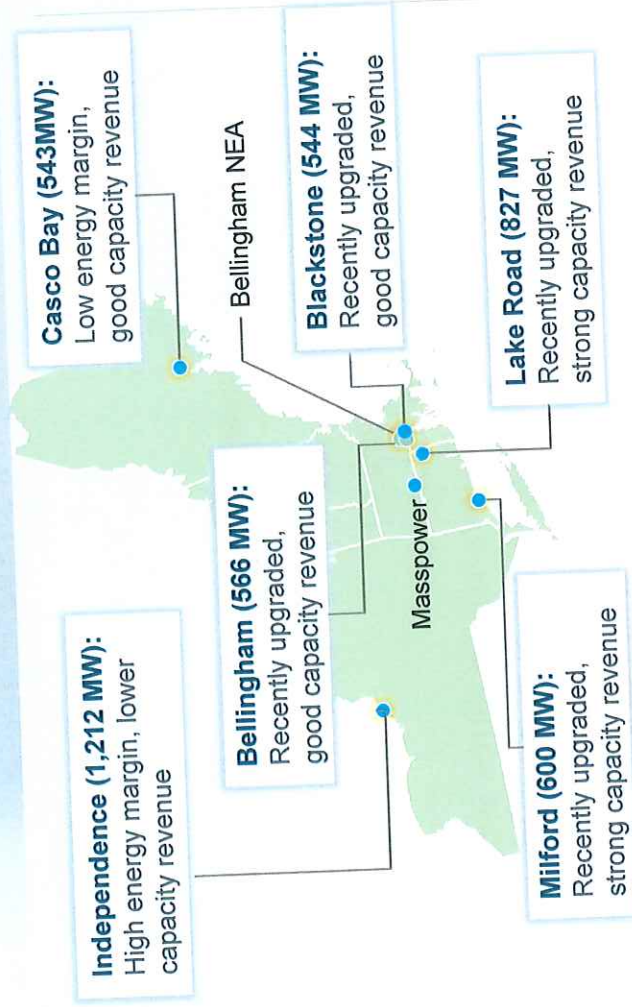 Casco Bay (543MW):
Low energy margin,
good capacity revenue
Independence (1,212 MW):
High energy margin, lower
capacity revenue
Bellingham NEA
Bellingham (566 MW):
Recently upgraded,
good capacity revenue
Blackstone (544 MW):
Recently upgraded,
good capacity revenue
Masspower
Lake Road (827 MW):
Recently upgraded,
strong capacity revenue
Milford (600 MW):
Recently upgraded,
strong capacity revenue